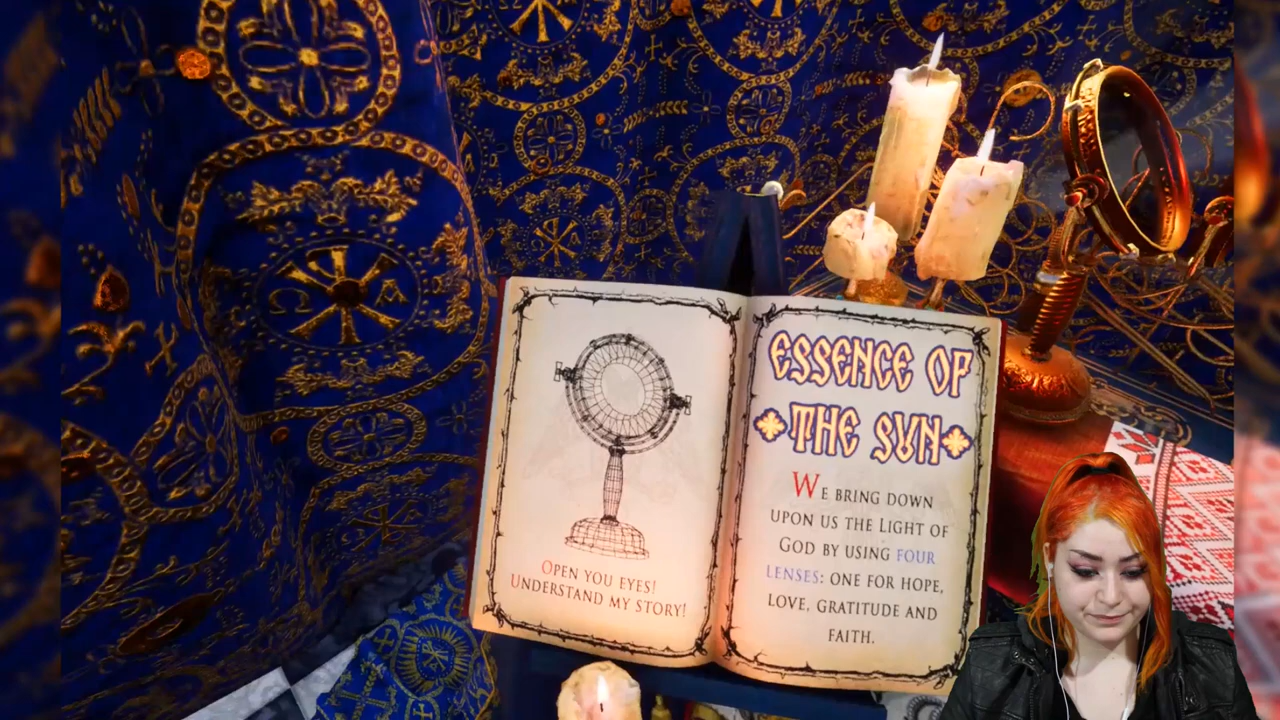 OPEN YOU EYES!
UNDERSTAND MY STORY!
ESSENCE OF
THE SUN
WE BRING DOWN
UPON US THE LIGHT OF
GOD BY USING FOUR
LENSES: ONE FOR HOPE,
LOVE, GRATITUDE AND
FAITH.
Ω A